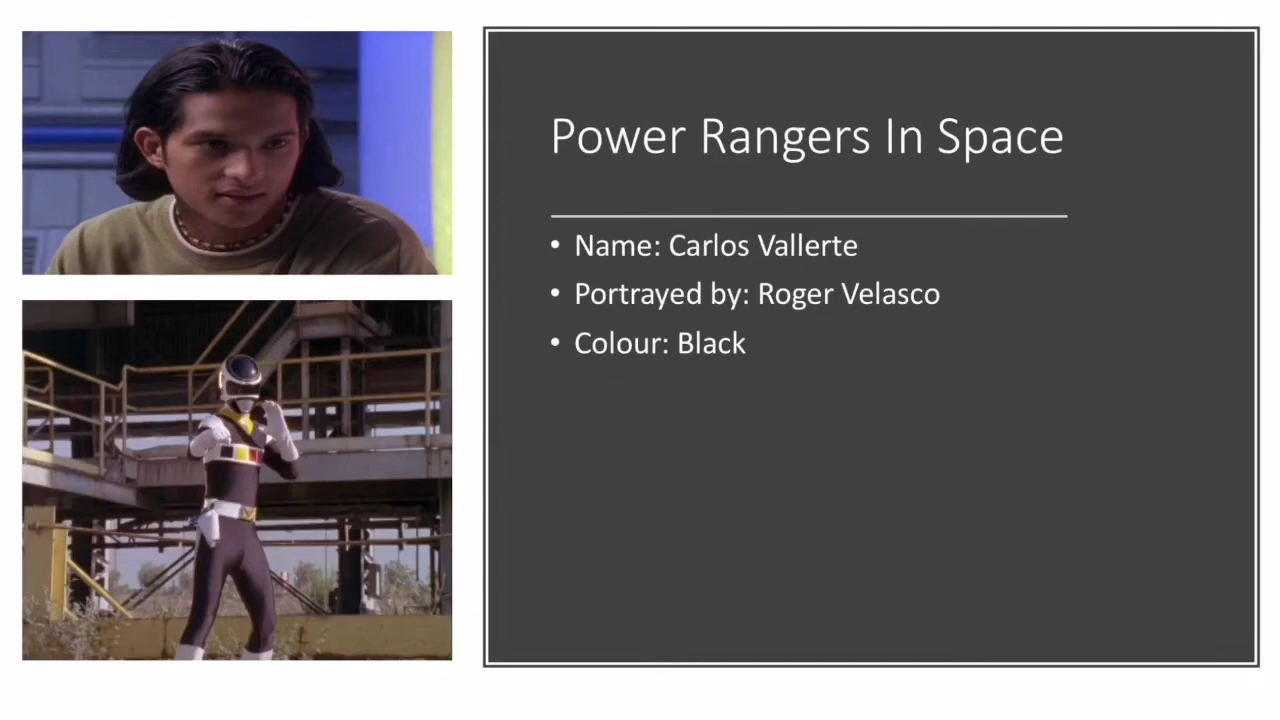 Power Rangers In Space
• Name: Carlos Vallerte
• Portrayed by: Roger Velasco
• Colour: Black